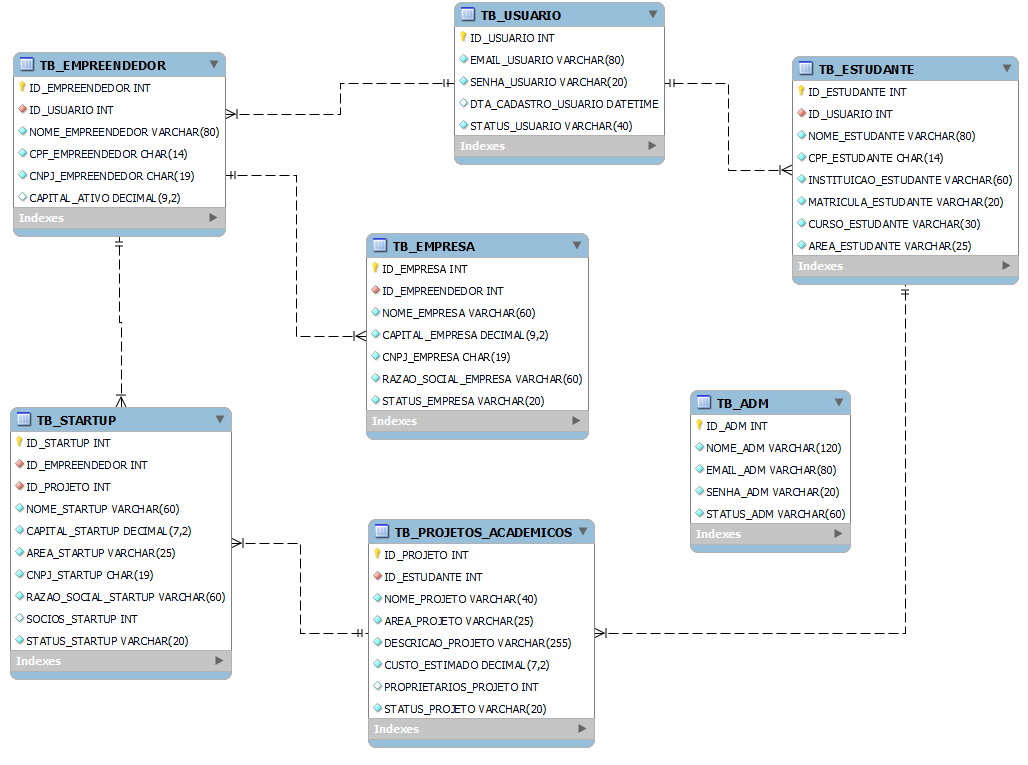 TB_USUARIO
ID_USUARIO INT
EMAIL_USUARIO VARCHAR(80)
SENHA_USUARIO VARCHAR(20)
DTA_CADASTRO_USUARIO DATETIME
STATUS_USUARIO VARCHAR(40)
Indexes
TB_EMPREENDEDOR
ID_EMPREENDEDOR INT
ID_USUARIO INT
NOME_EMPREENDEDOR VARCHAR(80)
CPF_EMPREENDEDOR CHAR(14)
CNPJ_EMPREENDEDOR CHAR(19)
CAPITAL_ATIVO DECIMAL(9,2)
Indexes
TB_ESTUDANTE
ID_ESTUDANTE INT
ID_USUARIO INT
NOME_ESTUDANTE VARCHAR(80)
CPF_ESTUDANTE CHAR(14)
INSTITUICAO_ESTUDANTE VARCHAR(60)
MATRICULA_ESTUDANTE VARCHAR(20)
CURSO_ESTUDANTE VARCHAR(30)
AREA_ESTUDANTE VARCHAR(25)
Indexes
TB_EMPRESA
ID_EMPRESA INT
ID_EMPREENDEDOR INT
NOME_EMPRESA VARCHAR(60)
CAPITAL_EMPRESA DECIMAL(9,2)
CNPJ_EMPRESA CHAR(19)
RAZAO_SOCIAL_EMPRESA VARCHAR(60)
STATUS_EMPRESA VARCHAR(20)
Indexes
TB_ADM
ID_ADM INT
NOME_ADM VARCHAR(120)
EMAIL_ADM VARCHAR(80)
SENHA_ADM VARCHAR(20)
STATUS_ADM VARCHAR(60)
Indexes
TB_STARTUP
ID_STARTUP INT
ID_EMPREENDEDOR INT
ID_PROJETO INT
NOME_STARTUP VARCHAR(60)
CAPITAL_STARTUP DECIMAL(7,2)
AREA_STARTUP VARCHAR(25)
CNPJ_STARTUP CHAR(19)
RAZAO_SOCIAL_STARTUP VARCHAR(60)
SOCIOS_STARTUP INT
STATUS_STARTUP VARCHAR(20)
Indexes
TB_PROJETOS_ACADEMICOS
ID_PROJETO INT
ID_ESTUDANTE INT
NOME_PROJETO VARCHAR(40)
AREA_PROJETO VARCHAR(25)
DESCRICAO_PROJETO VARCHAR(255)
CUSTO_ESTIMADO DECIMAL(7,2)
PROPRIETARIOS_PROJETO INT
STATUS_PROJETO VARCHAR(20)
Indexes